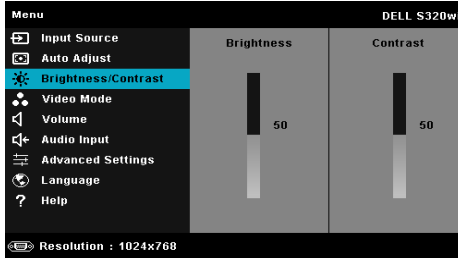 Menu DELL S320w
Input Source
Auto Adjust
Brightness/Contrast
Video Mode
Volume
Audio Input
Advanced Settings
Language
? Help
Brightness Contrast
50 50
Resolution : 1024x768